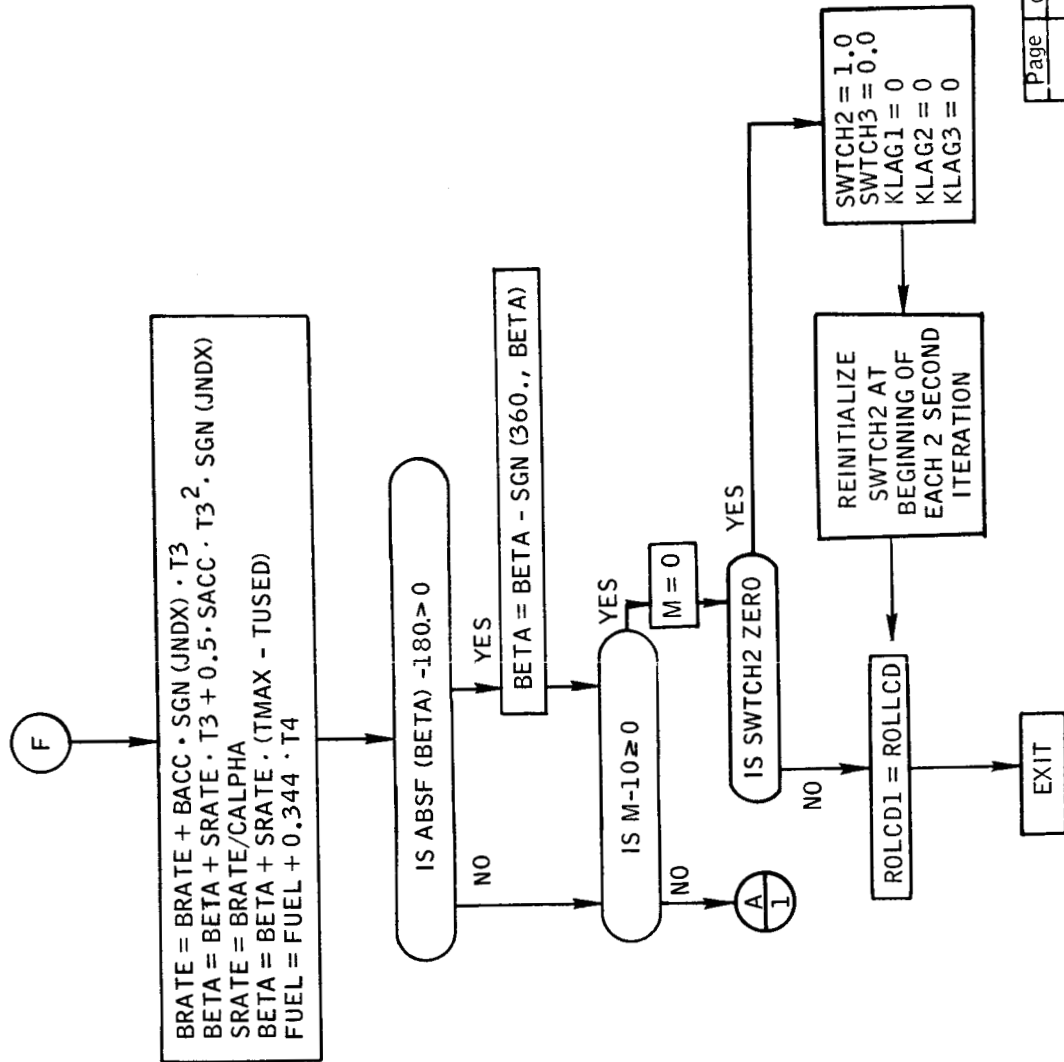 F
BRATE = BRATE + BACC · SGN (JNDX) · T3
BETA = BETA + SRATE · T3 + 0.5 · SACC · T3². SGN (JNDX)
SRATE = BRATE/CALPHA
BETA = BETA + SRATE · (TMAX - TUSED)
FUEL = FUEL + 0.344 · T4
IS ABSF (BETA) -180.> 0
NO
YES
BETA = BETA - SGN (360., BETA)
IS M-10≥0
YES
NO
M = 0
A
1
IS SWTCH2 ZERO
YES
NO
SWTCH2 = 1.0
SWTCH3 = 0.0
KLAG1 = 0
KLAG2 = 0
KLAG3 = 0
REINITIALIZE
SWTCH2 AT
BEGINNING OF
EACH 2 SECOND
ITERATION
ROLCD1 = ROLLCD
EXIT
Page